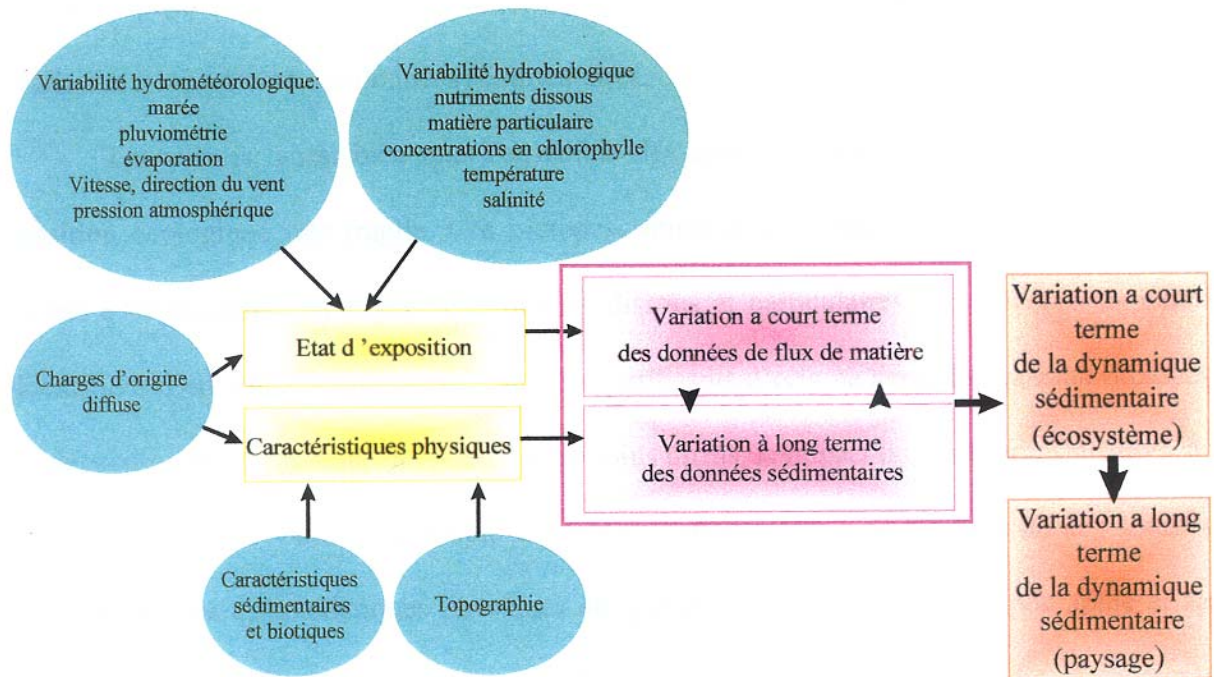 Variabilité hydrométéorologique:
marée
pluviométrie
évaporation
Vitesse, direction du vent
pression atmosphérique
Variabilité hydrobiologique
nutriments dissous
matière particulaire
concentrations en chlorophylle
température
salinité
Charges d'origine
diffuse
Etat d 'exposition
Caractéristiques physiques
Caractéristiques
sédimentaires
et biotiques
Topographie
Variation a court terme
des données de flux de matière
Variation à long terme
des données sédimentaires
Variation a court
terme
de la dynamique
sédimentaire
(écosystème)
Variation a long
terme
de la dynamique
sédimentaire
(paysage)